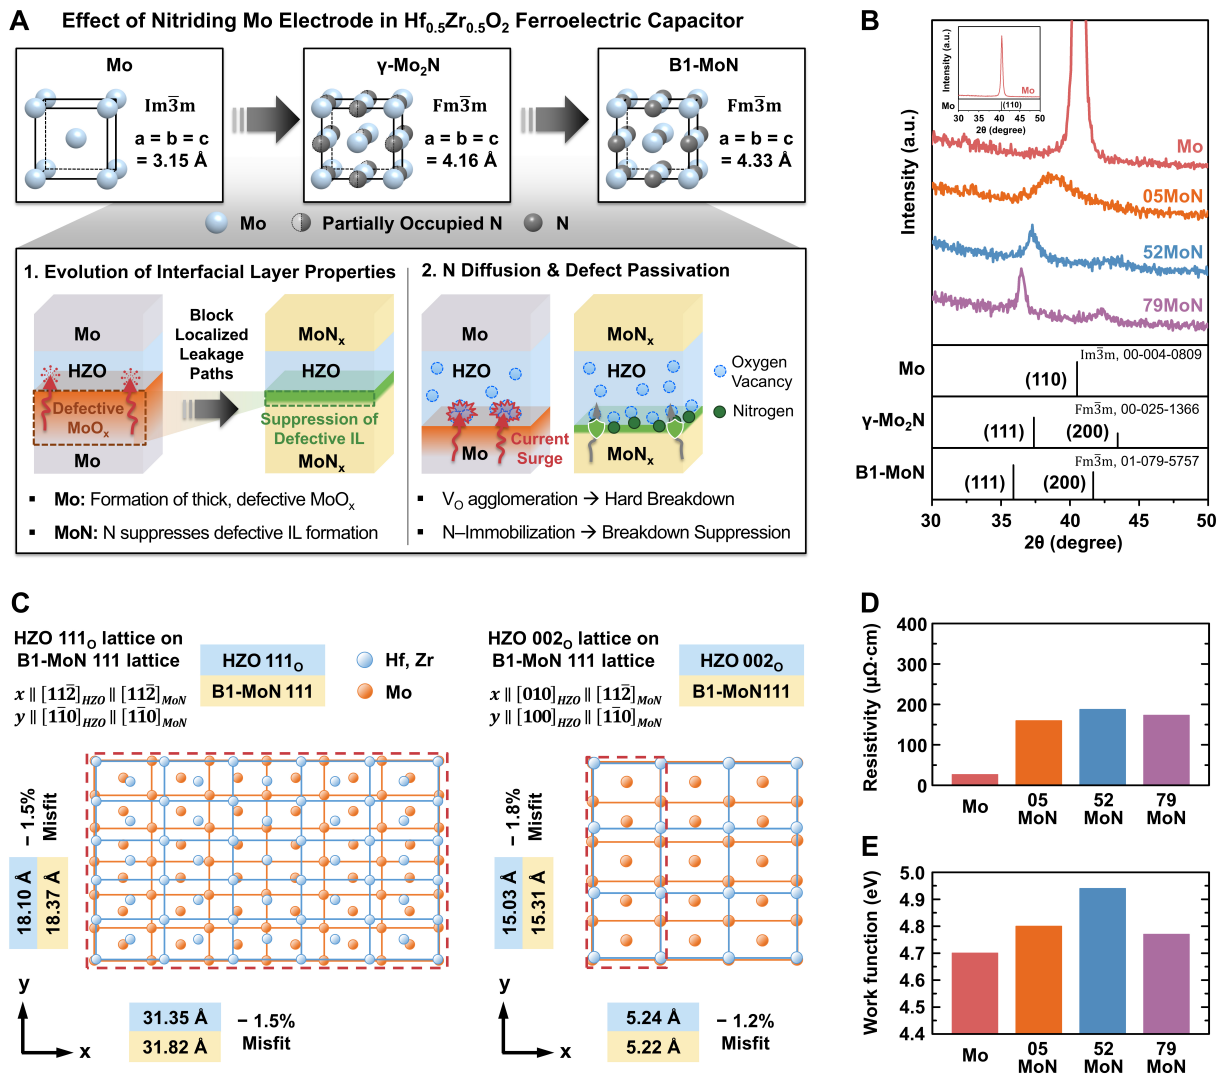 A
Effect of Nitriding Mo Electrode in Hf0.5Zr0.5O2 Ferroelectric Capacitor
Mo
Im3̅m
a = b = c
= 3.15 Å
γ-Mo2N
Fm3̅m
a = b = c
= 4.16 Å
B1-MoN
Fm3̅m
a = b = c
= 4.33 Å
Mo
Partially Occupied N
N
1. Evolution of Interfacial Layer Properties
Mo
HZO
Defective
MoOx
Mo
Block
Localized
Leakage
Paths
MoNx
HZO
Suppression of
Defective IL
MoNx
▪ Mo: Formation of thick, defective MoOx
▪ MoN: N suppresses defective IL formation
2. N Diffusion & Defect Passivation
Mo
HZO
Mo
Current
Surge
MoNx
HZO
MoNx
Oxygen
Vacancy
Nitrogen
▪ VO agglomeration → Hard Breakdown
▪ N–Immobilization → Breakdown Suppression
B
Intensity (a.u.)
Intensity (a.u.)
Mo
Mo
(110)
30 35 40 45 50
2θ (degree)
Mo
05MoN
52MoN
79MoN
Mo
Im3̅m, 00-004-0809
(110)
γ-Mo2N
Fm3̅m, 00-025-1366
(111)
(200)
B1-MoN
Fm3̅m, 01-079-5757
(111)
(200)
30 35 40 45 50
2θ (degree)
C
HZO 111O lattice on
B1-MoN 111 lattice
x ∥ [112̅]HZO ∥ [112̅]MoN
y ∥ [11̅0]HZO ∥ [11̅0]MoN
HZO 111O
B1-MoN 111
Hf, Zr
Mo
− 1.5%
Misfit
18.10 Å
18.37 Å
y
x
31.35 Å
31.82 Å
− 1.5%
Misfit
HZO 002O lattice on
B1-MoN 111 lattice
x ∥ [010]HZO ∥ [112̅]MoN
y ∥ [100]HZO ∥ [11̅0]MoN
HZO 002O
B1-MoN111
− 1.8%
Misfit
15.03 Å
15.31 Å
y
x
5.24 Å
5.22 Å
− 1.2%
Misfit
D
Resistivity (μΩ·cm)
400
300
200
100
0
Mo
05
MoN
52
MoN
79
MoN
E
Work function (eV)
5.0
4.9
4.8
4.7
4.6
4.5
4.4
Mo
05
MoN
52
MoN
79
MoN